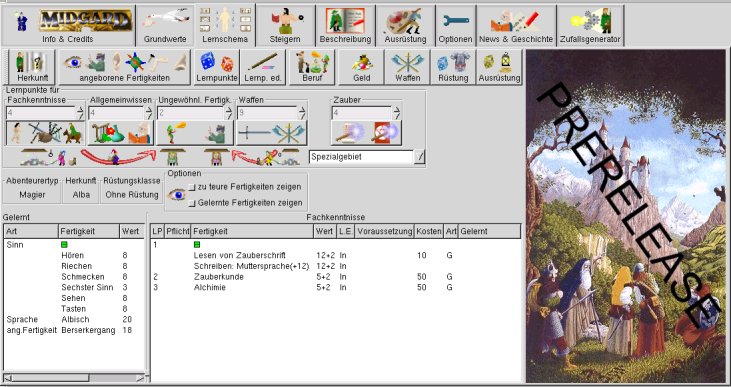 MIDGARD
Info & Credits Grundwerte Lernschema Steigern Beschreibung Ausrüstung Optionen News & Geschichte Zufallsgenerator
Herkunft angeborene Fertigkeiten Lernpunkte Lernp. ed. Beruf Geld Waffen Rüstung Ausrüstung
Lernpunkte für
Fachkenntnisse Allgemeinwissen Ungewöhnl. Fertigk. Waffen Zauber
4 4 2 9 4
Spezialgebiet
Optionen
Abenteurertyp Herkunft Rüstungsklasse zu teure Fertigkeiten zeigen
Magier Alba Ohne Rüstung Gelernte Fertigkeiten zeigen
Gelernt Fachkenntnisse
Art Fertigkeit Wert LP Pflicht Fertigkeit Wert L.E. Voraussetzung Kosten Art Gelernt
Sinn 1
Hören 8 Lesen von Zauberschrift 12+2 In 10 G
Riechen 8 Schreiben: Muttersprache(+12) 12+2 In
Schmecken 8 2 Zauberkunde 5+2 In 50 G
Sechster Sinn 3 3 Alchimie 5+2 In 50 G
Sehen 8
Tasten 8
Sprache Albisch 20
ang.Fertigkeit Berserkergang 18
PRERELEASE